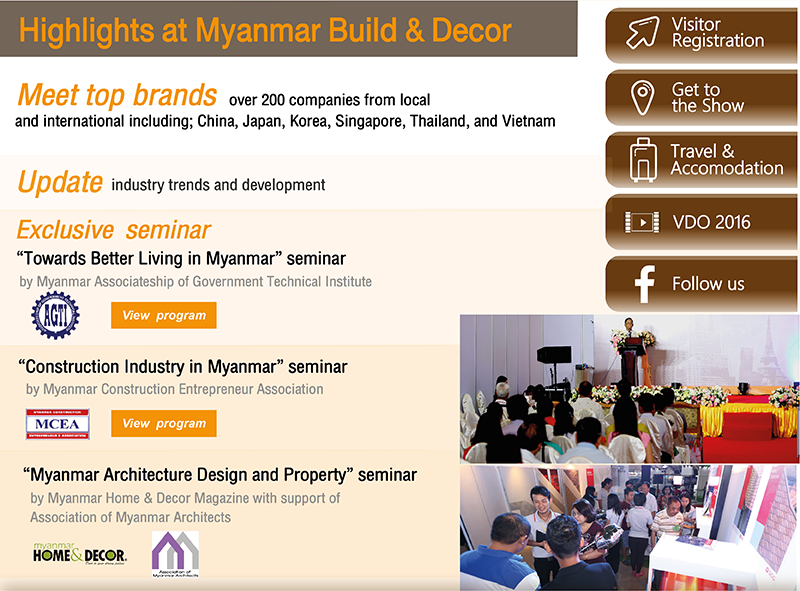 Highlights at Myanmar Build & Decor
Meet top brands over 200 companies from local
and international including; China, Japan, Korea, Singapore, Thailand, and Vietnam
Update industry trends and development
Exclusive seminar
“Towards Better Living in Myanmar” seminar
by Myanmar Associateship of Government Technical Institute
AGTI
View program
“Construction Industry in Myanmar” seminar
by Myanmar Construction Entrepreneur Association
MYANMAR CONSTRUCTION
MCEA
ENTREPRENEURS ASSOCIATION
View program
“Myanmar Architecture Design and Property” seminar
by Myanmar Home & Decor Magazine with support of
Association of Myanmar Architects
myanmar
HOME&DECOR
Association of
Myanmar Architects
Visitor
Registration
Get to
the Show
Travel &
Accomodation
VDO 2016
Follow us